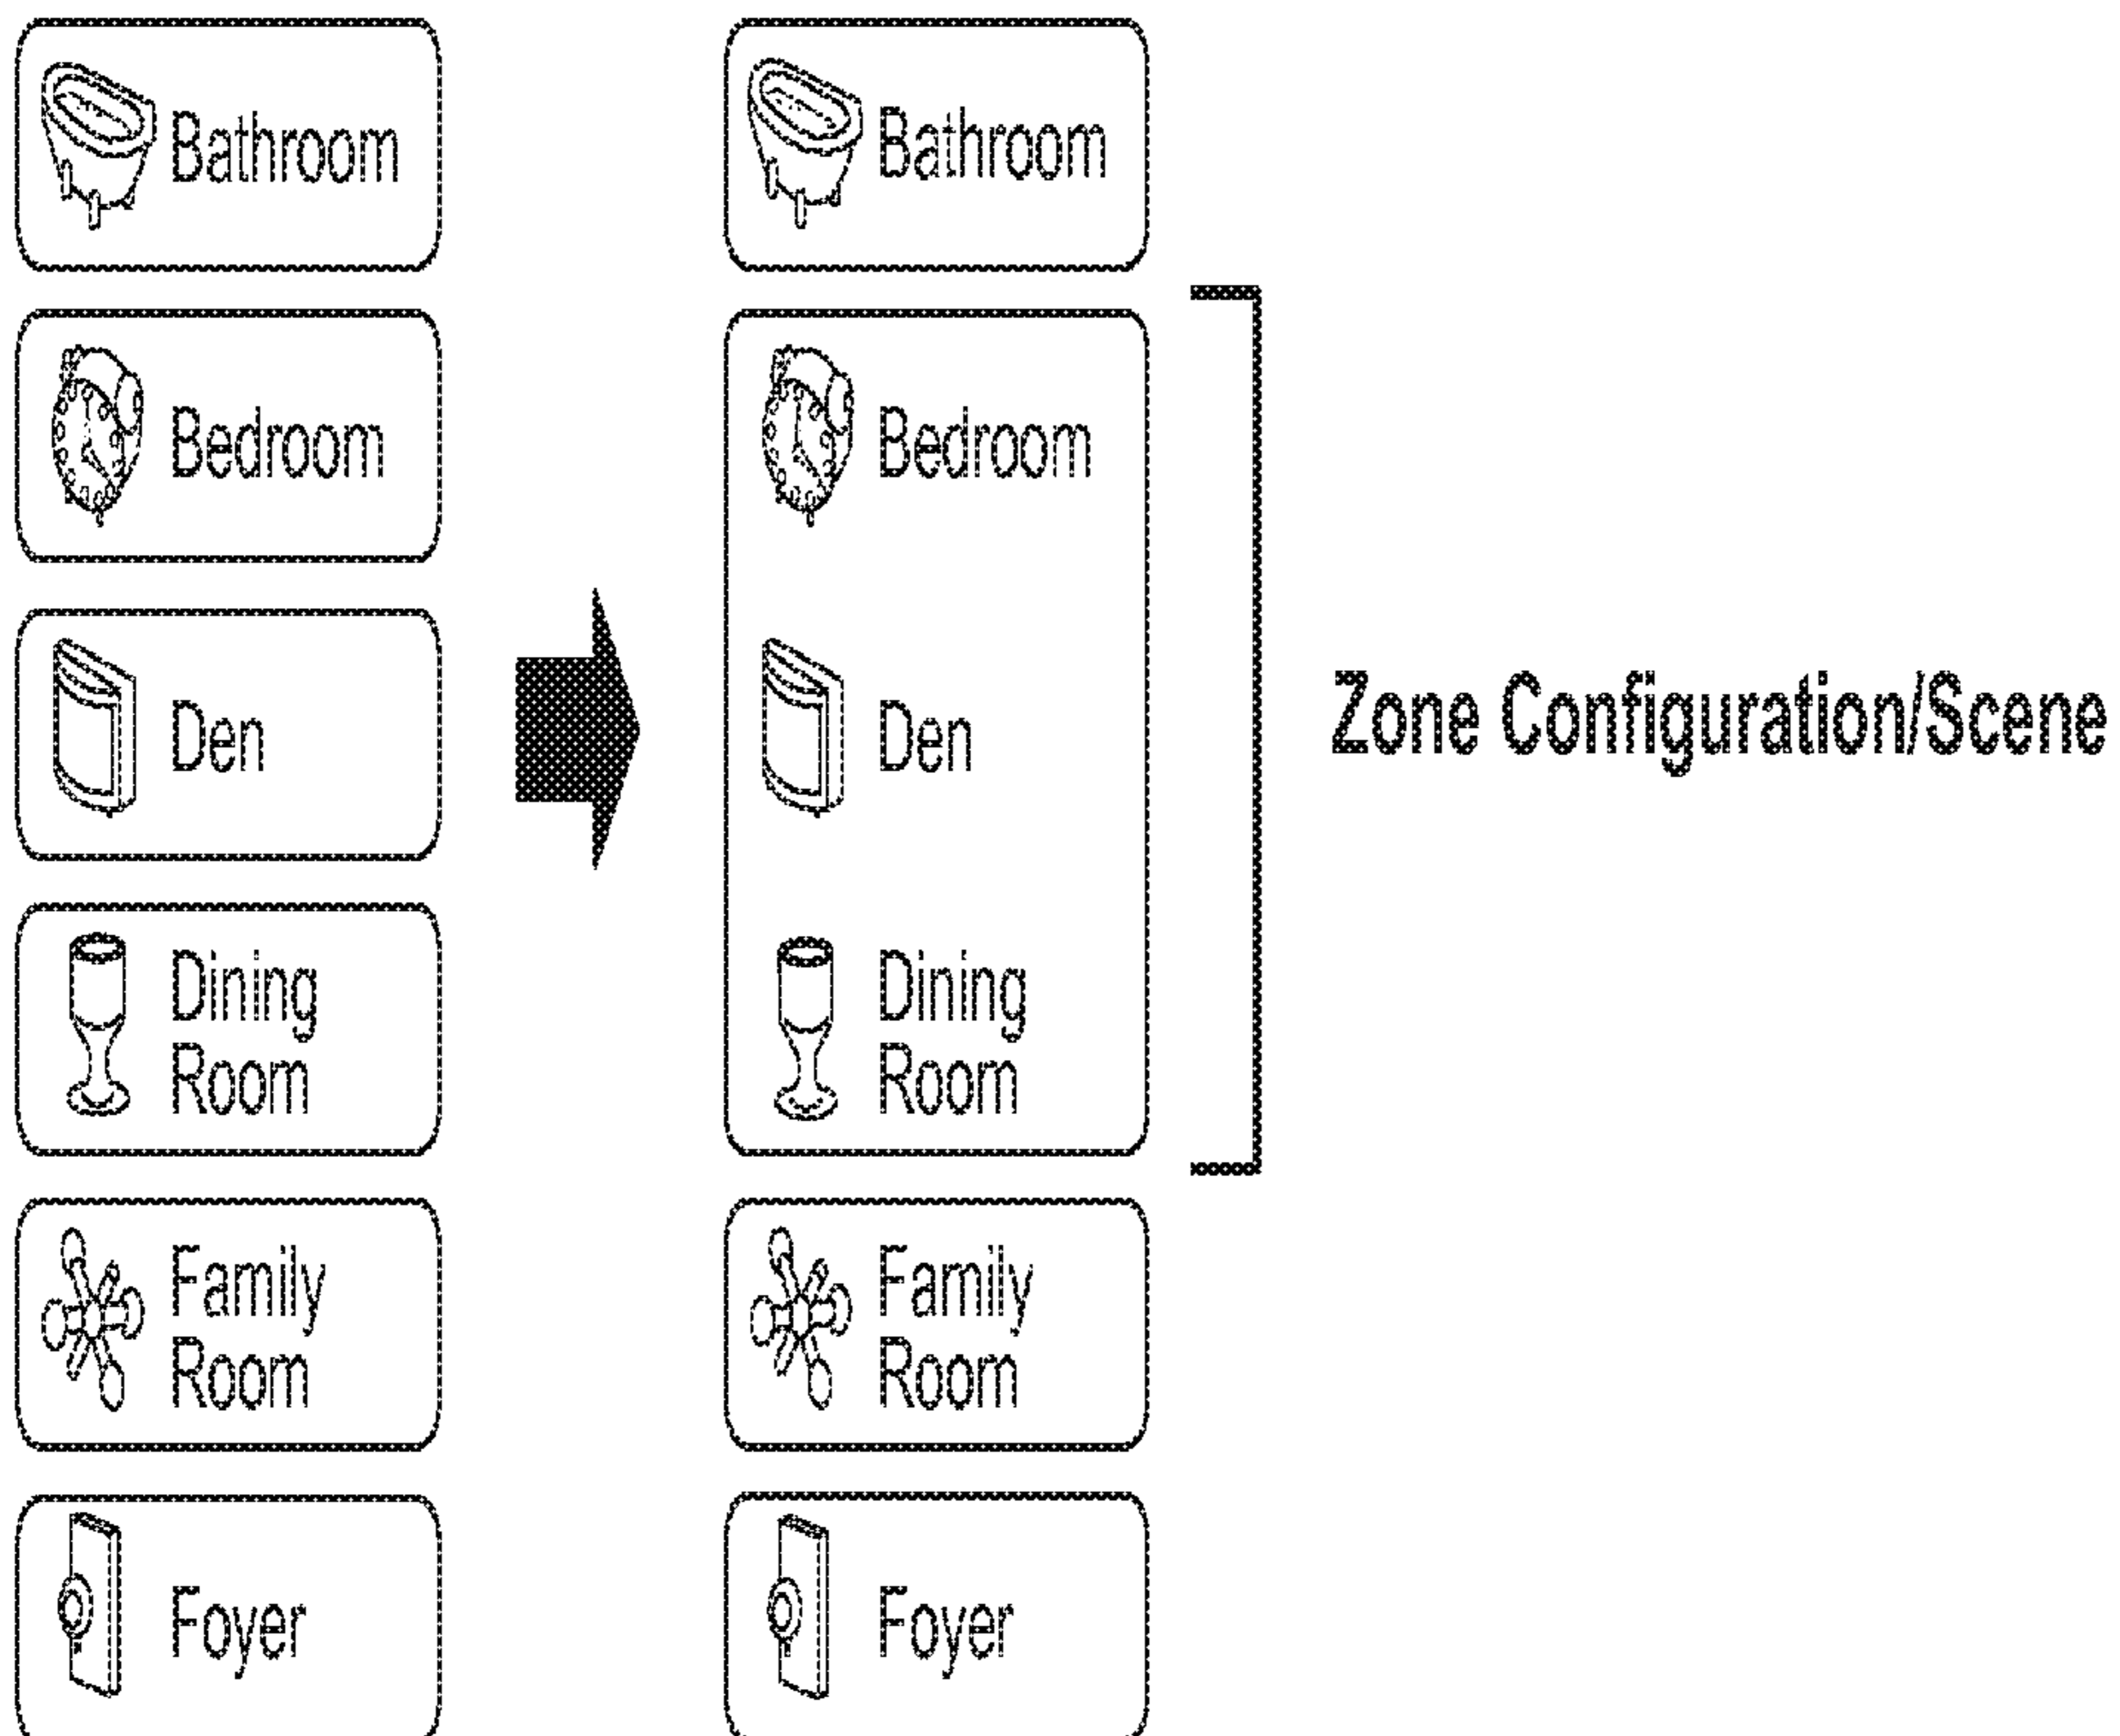 Bathroom
Bedroom
Den
Dining
Room
Family
Room
Foyer
Bathroom
Bedroom
Den
Dining
Room
Family
Room
Foyer
Zone Configuration/Scene